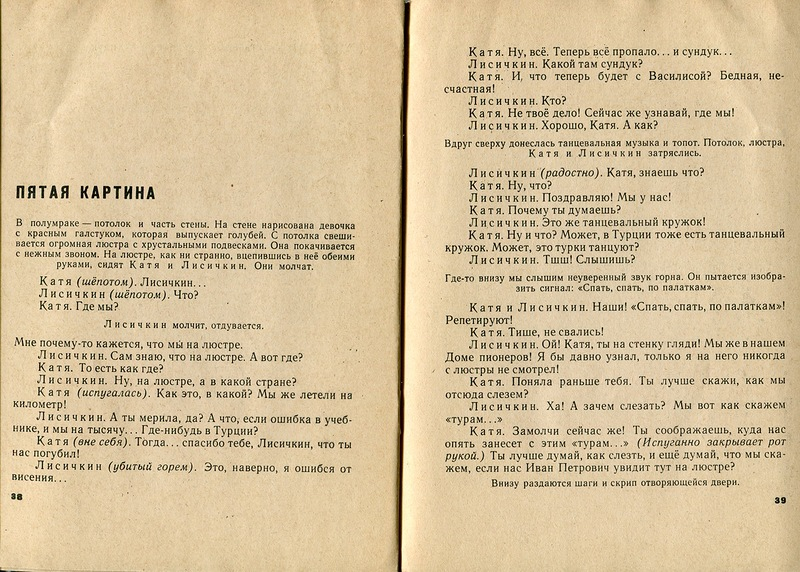 ПЯТАЯ КАРТИНА
В полумраке — потолок и часть стены. На стене нарисована девочка
с красным галстуком, которая выпускает голубей. С потолка свеши-
вается огромная люстра с хрустальными подвесками. Она покачивается
с нежным звоном. На люстре, как ни странно, вцепившись в неё обеими
руками, сидят Катя и Лисичкин. Они молчат.
Катя (шёпотом). Лисичкин...
Лисичкин (шёпотом). Что?
Катя. Где мы?
Лисичкин молчит, отдувается.
Мне почему-то кажется, что мы на люстре.
Лисичкин. Сам знаю, что на люстре. А вот где?
Катя. То есть как где?
Лисичкин. Ну, на люстре, а в какой стране?
Катя (испугалась). Как это, в какой? Мы же летели на
километр!
Лисичкин. А ты мерила, да? А что, если ошибка в учеб-
нике, и мы на тысячу... Где-нибудь в Турции?
Катя (вне себя). Тогда... спасибо тебе, Лисичкин, что ты
нас погубил!
Лисичкин (убитый горем). Это, наверно, я ошибся от
висения...
38
Катя. Ну, всё. Теперь всё пропало... и сундук...
Лисичкин. Какой там сундук?
Катя. И, что теперь будет с Василисой? Бедная, не-
счастная!
Лисичкин. Кто?
Катя. Не твоё дело! Сейчас же узнавай, где мы!
Лисичкин. Хорошо, Катя. А как?
Вдруг сверху донеслась танцевальная музыка и топот. Потолок, люстра,
Катя и Лисичкин затряслись.
Лисичкин (радостно). Катя, знаешь что?
Катя. Ну, что?
Лисичкин. Поздравляю! Мы у нас!
Катя. Почему ты думаешь?
Лисичкин. Это же танцевальный кружок!
Катя. Ну и что? Может, в Турции тоже есть танцевальный
кружок. Может, это турки танцуют?
Лисичкин. Тшш! Слышишь?
Где-то внизу мы слышим неуверенный звук горна. Он пытается изобра-
зить сигнал: «Спать, спать, по палаткам».
Катя и Лисичкин. Наши! «Спать, спать, по палаткам»!
Репетируют!
Катя. Тише, не свались!
Лисичкин. Ой! Катя, ты на стенку гляди! Мы же в нашем
Доме пионеров! Я бы давно узнал, только я на него никогда
с люстры не смотрел!
Катя. Поняла раньше тебя. Ты лучше скажи, как мы
отсюда слезем?
Лисичкин. Ха! А зачем слезать? Мы вот как скажем
«турам...»
Катя. Замолчи сейчас же! Ты соображаешь, куда нас
опять занесет с этим «турам...» (Испуганно закрывает рот
рукой.) Ты лучше думай, как слезть, и ещё думай, что мы ска-
жем, если нас Иван Петрович увидит тут на люстре?
Внизу раздаются шаги и скрип отворяющейся двери.
39